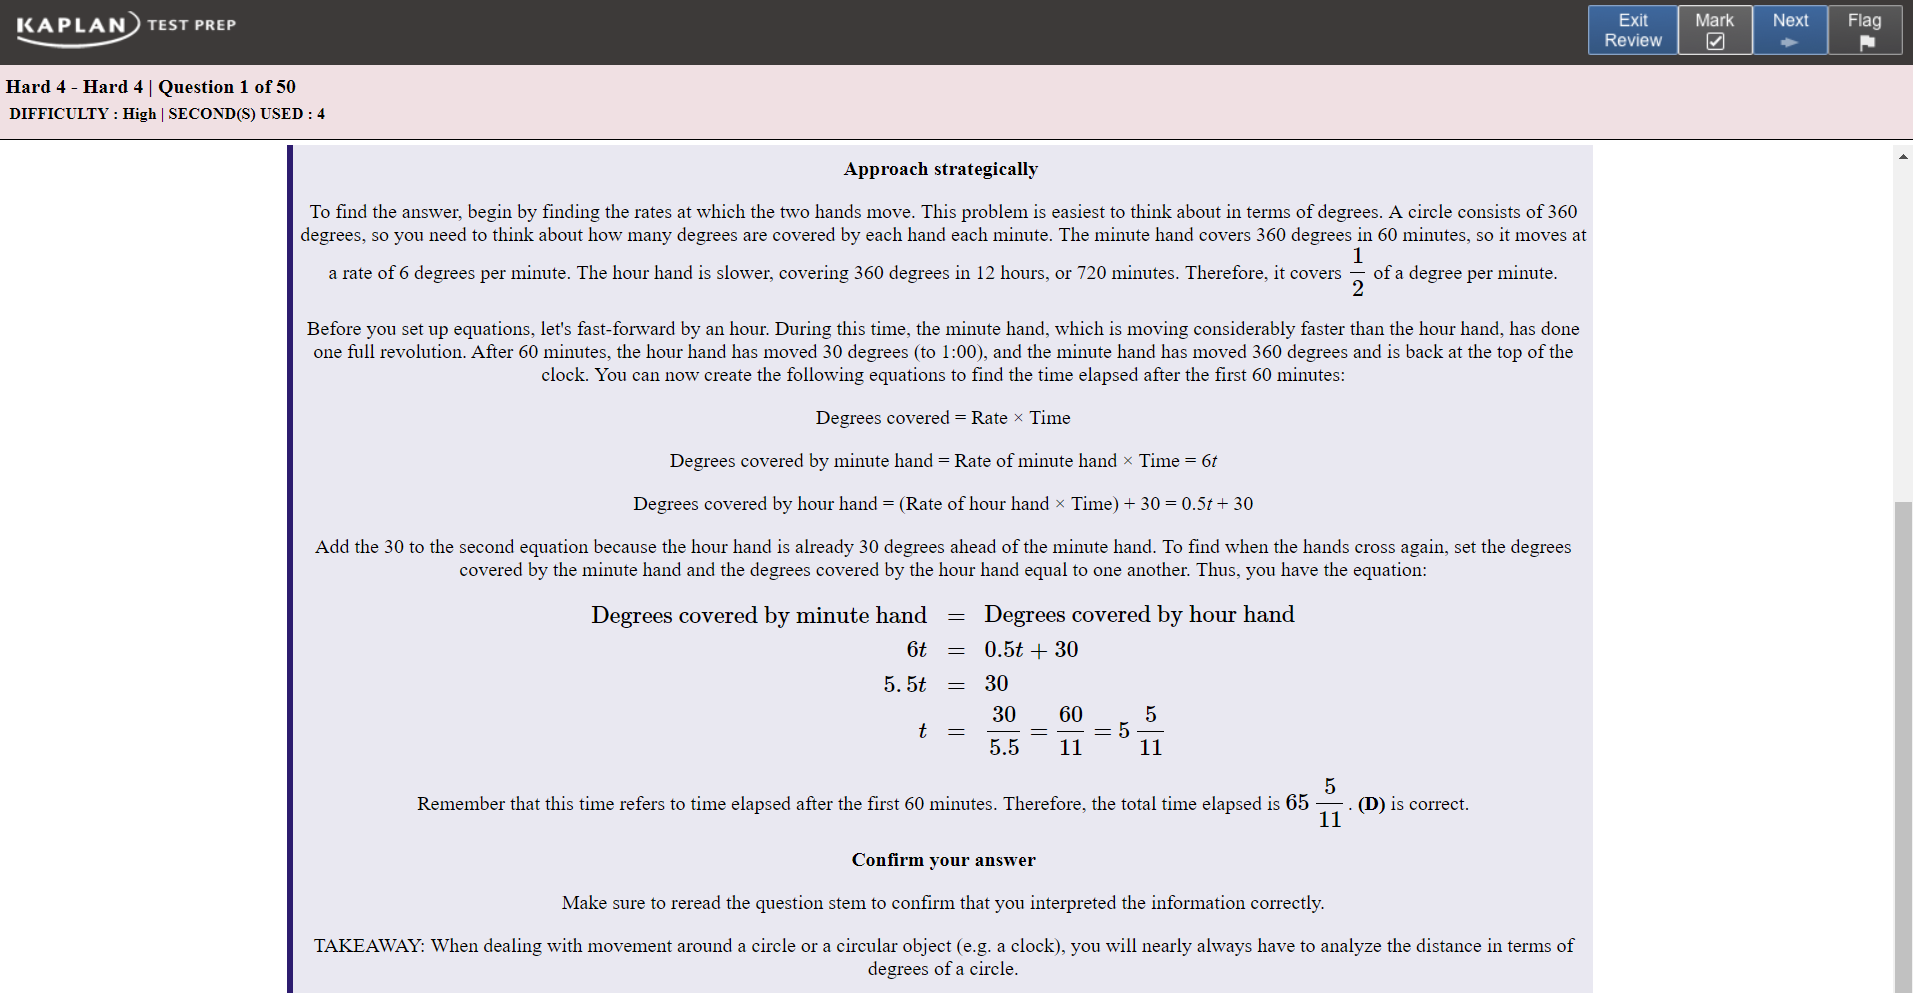 KAPLAN TEST PREP
Exit Review
Mark
Next
Flag
Hard 4 - Hard 4 | Question 1 of 50
DIFFICULTY : High | SECOND(S) USED : 4
Approach strategically
To find the answer, begin by finding the rates at which the two hands move. This problem is easiest to think about in terms of degrees. A circle consists of 360
degrees, so you need to think about how many degrees are covered by each hand each minute. The minute hand covers 360 degrees in 60 minutes, so it moves at
a rate of 6 degrees per minute. The hour hand is slower, covering 360 degrees in 12 hours, or 720 minutes. Therefore, it covers 1/2 of a degree per minute.
Before you set up equations, let's fast-forward by an hour. During this time, the minute hand, which is moving considerably faster than the hour hand, has done
one full revolution. After 60 minutes, the hour hand has moved 30 degrees (to 1:00), and the minute hand has moved 360 degrees and is back at the top of the
clock. You can now create the following equations to find the time elapsed after the first 60 minutes:
Degrees covered = Rate × Time
Degrees covered by minute hand = Rate of minute hand × Time = 6t
Degrees covered by hour hand = (Rate of hour hand × Time) + 30 = 0.5t + 30
Add the 30 to the second equation because the hour hand is already 30 degrees ahead of the minute hand. To find when the hands cross again, set the degrees
covered by the minute hand and the degrees covered by the hour hand equal to one another. Thus, you have the equation:
Degrees covered by minute hand = Degrees covered by hour hand
6t = 0.5t + 30
5.5t = 30
t = 30/5.5 = 60/11 = 5 5/11
Remember that this time refers to time elapsed after the first 60 minutes. Therefore, the total time elapsed is 65 5/11. (D) is correct.
Confirm your answer
Make sure to reread the question stem to confirm that you interpreted the information correctly.
TAKEAWAY: When dealing with movement around a circle or a circular object (e.g. a clock), you will nearly always have to analyze the distance in terms of
degrees of a circle.